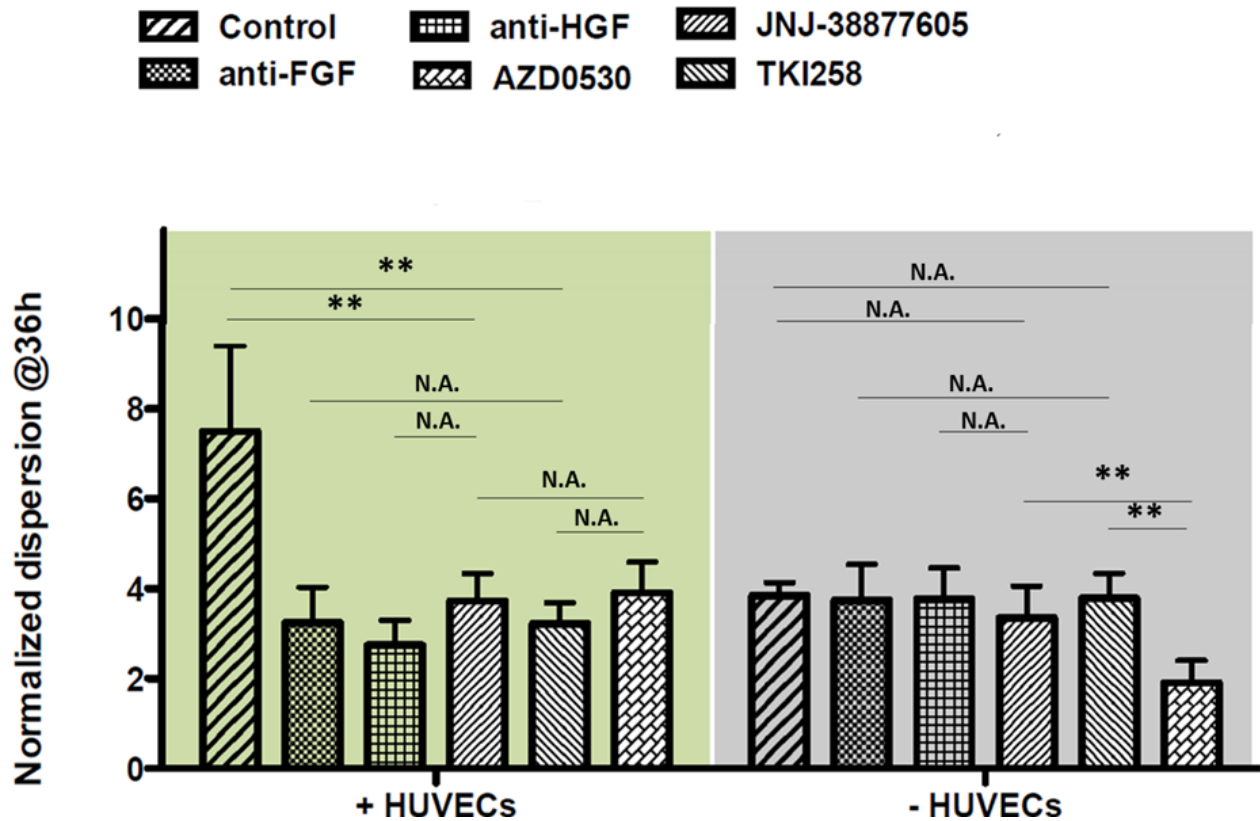 Control anti-HGF JNJ-38877605
anti-FGF AZD0530 TKI258
Normalized dispersion @36h
10
8
6
4
2
0
** N.A.
** N.A.
N.A. N.A.
N.A. N.A.
N.A. **
N.A. **
+ HUVECs - HUVECs